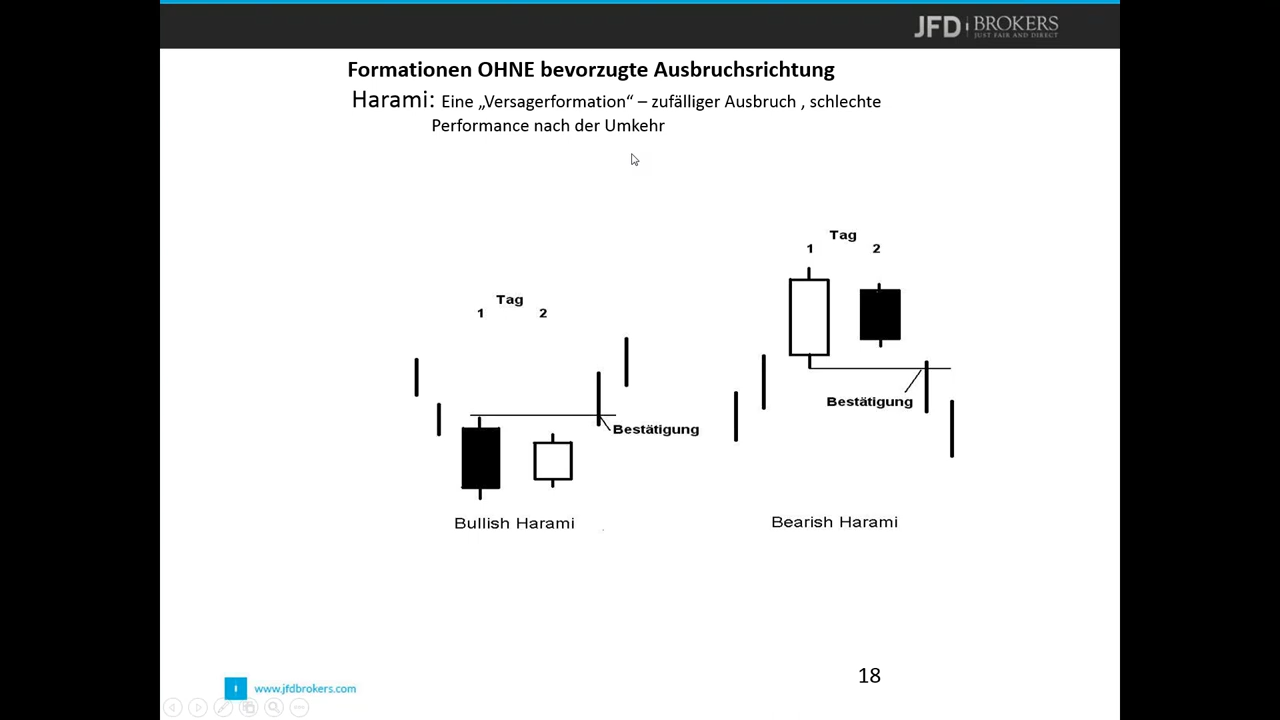 JFD BROKERS
JUST FAIR AND DIRECT
Formationen OHNE bevorzugte Ausbruchsrichtung
Harami: Eine „Versagerformation“ – zufälliger Ausbruch , schlechte
Performance nach der Umkehr
Tag
1 2
Bestätigung
Bullish Harami
Tag
1 2
Bestätigung
Bearish Harami
18
www.jfdbrokers.com